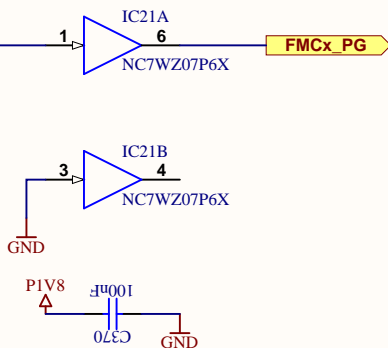 IC21A
1 6
FMCx_PG
NC7WZ07P6X
IC21B
3 4
NC7WZ07P6X
GND
P1V8
100nF
C370
GND